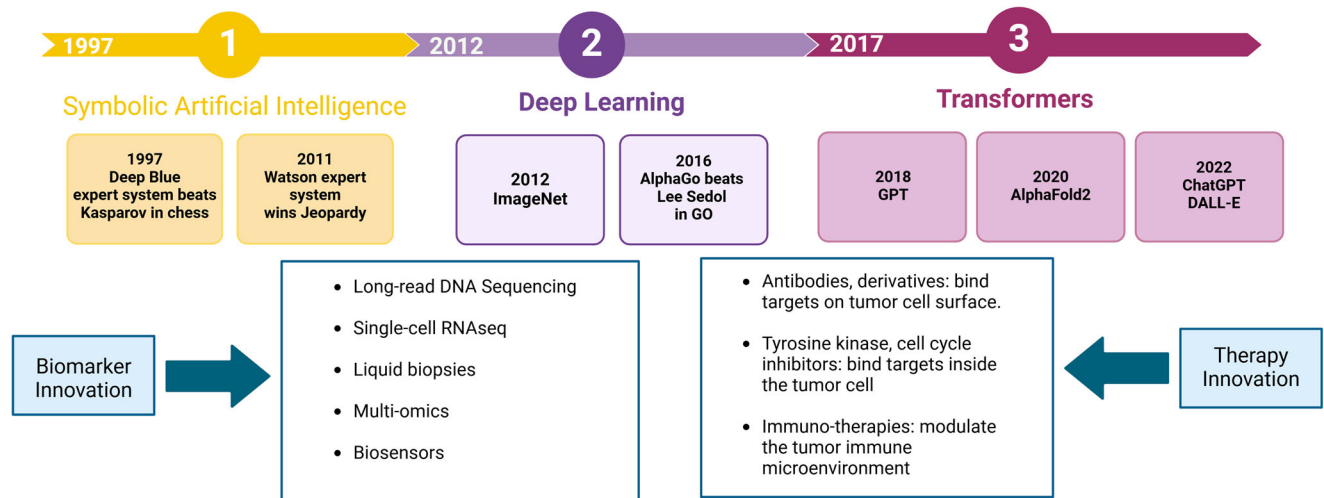 1997
1
2012
2
2017
3
Symbolic Artificial Intelligence
Deep Learning
Transformers
1997
Deep Blue
expert system beats
Kasparov in chess
2011
Watson expert
system
wins Jeopardy
2012
ImageNet
2016
AlphaGo beats
Lee Sedol
in GO
2018
GPT
2020
AlphaFold2
2022
ChatGPT
DALL-E
Biomarker
Innovation
• Long-read DNA Sequencing
• Single-cell RNAseq
• Liquid biopsies
• Multi-omics
• Biosensors
• Antibodies, derivatives: bind
targets on tumor cell surface.
• Tyrosine kinase, cell cycle
inhibitors: bind targets inside
the tumor cell
• Immuno-therapies: modulate
the tumor immune
microenvironment
Therapy
Innovation